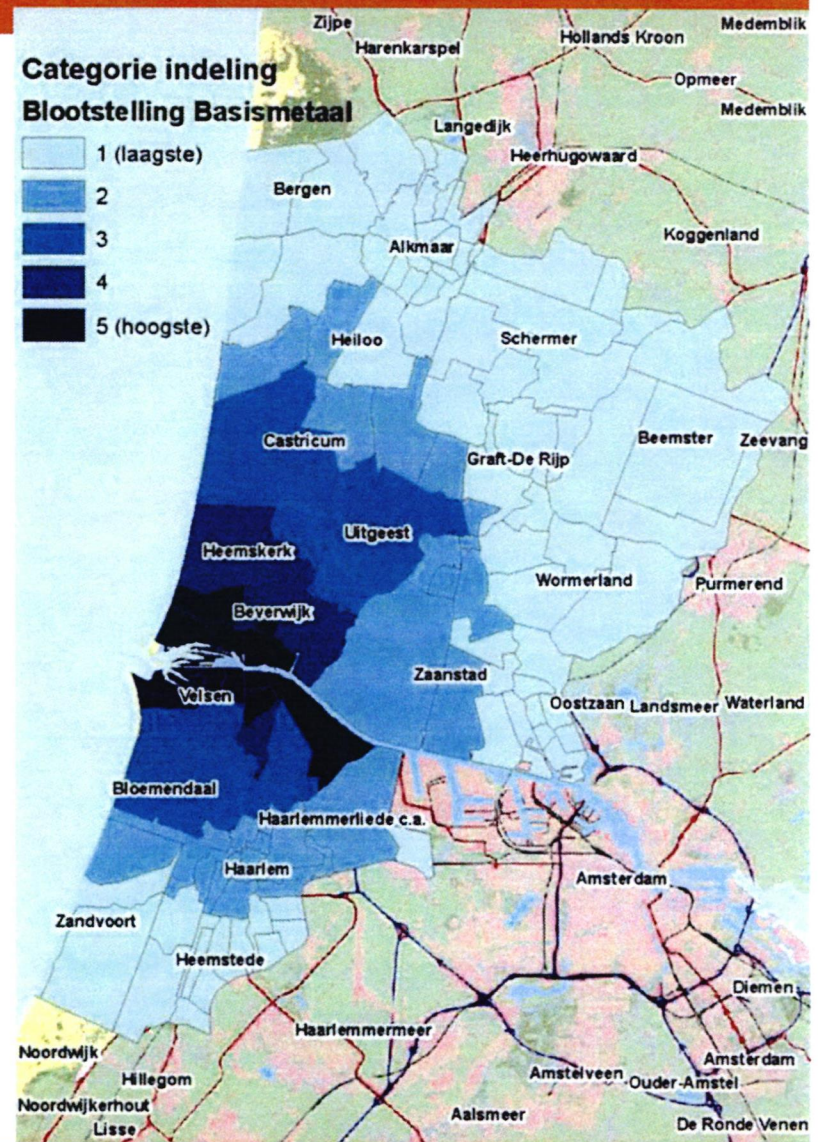 Zijpe
Medemblik
Hollands Kroon
Harenkarspel
Categorie indeling
Opmeer
Blootstelling Basismetaal
Medemblik
Langedijk
1 (laagste)
Heerhugowaard
Bergen
2
3
Koggenland
Alkmaar
4
5 (hoogste)
Heiloo
Schermer
Castricum
Beemster
Zeevang
Graft-De Rijp
Uitgeest
Heemskerk
Wormerland
Purmerend
Beverwijk
Zaanstad
Velsen
Oostzaan
Landsmeer
Waterland
Bloemendaal
Haarlemmerliede c.a.
Haarlem
Amsterdam
Zandvoort
Heemstede
Diemen
Haarlemmermeer
Noordwijk
Amsterdam
Amstelveen
Hillegom
Ouder-Amstel
Noordwijkerhout
Aalsmeer
De Ronde Venen
Lisse